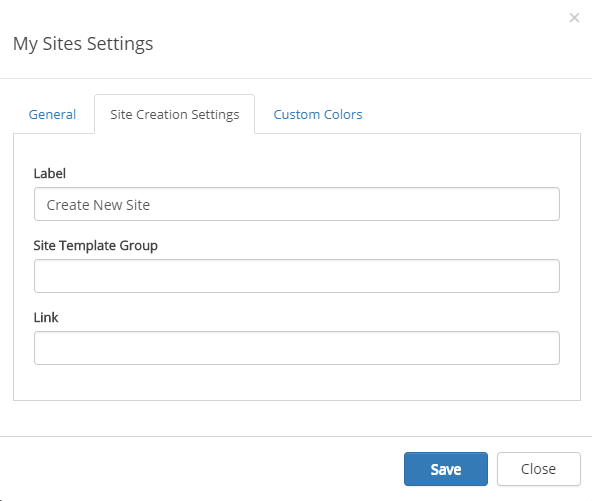 ×
My Sites Settings
General Site Creation Settings Custom Colors
Label
Create New Site
Site Template Group
Link
Save Close